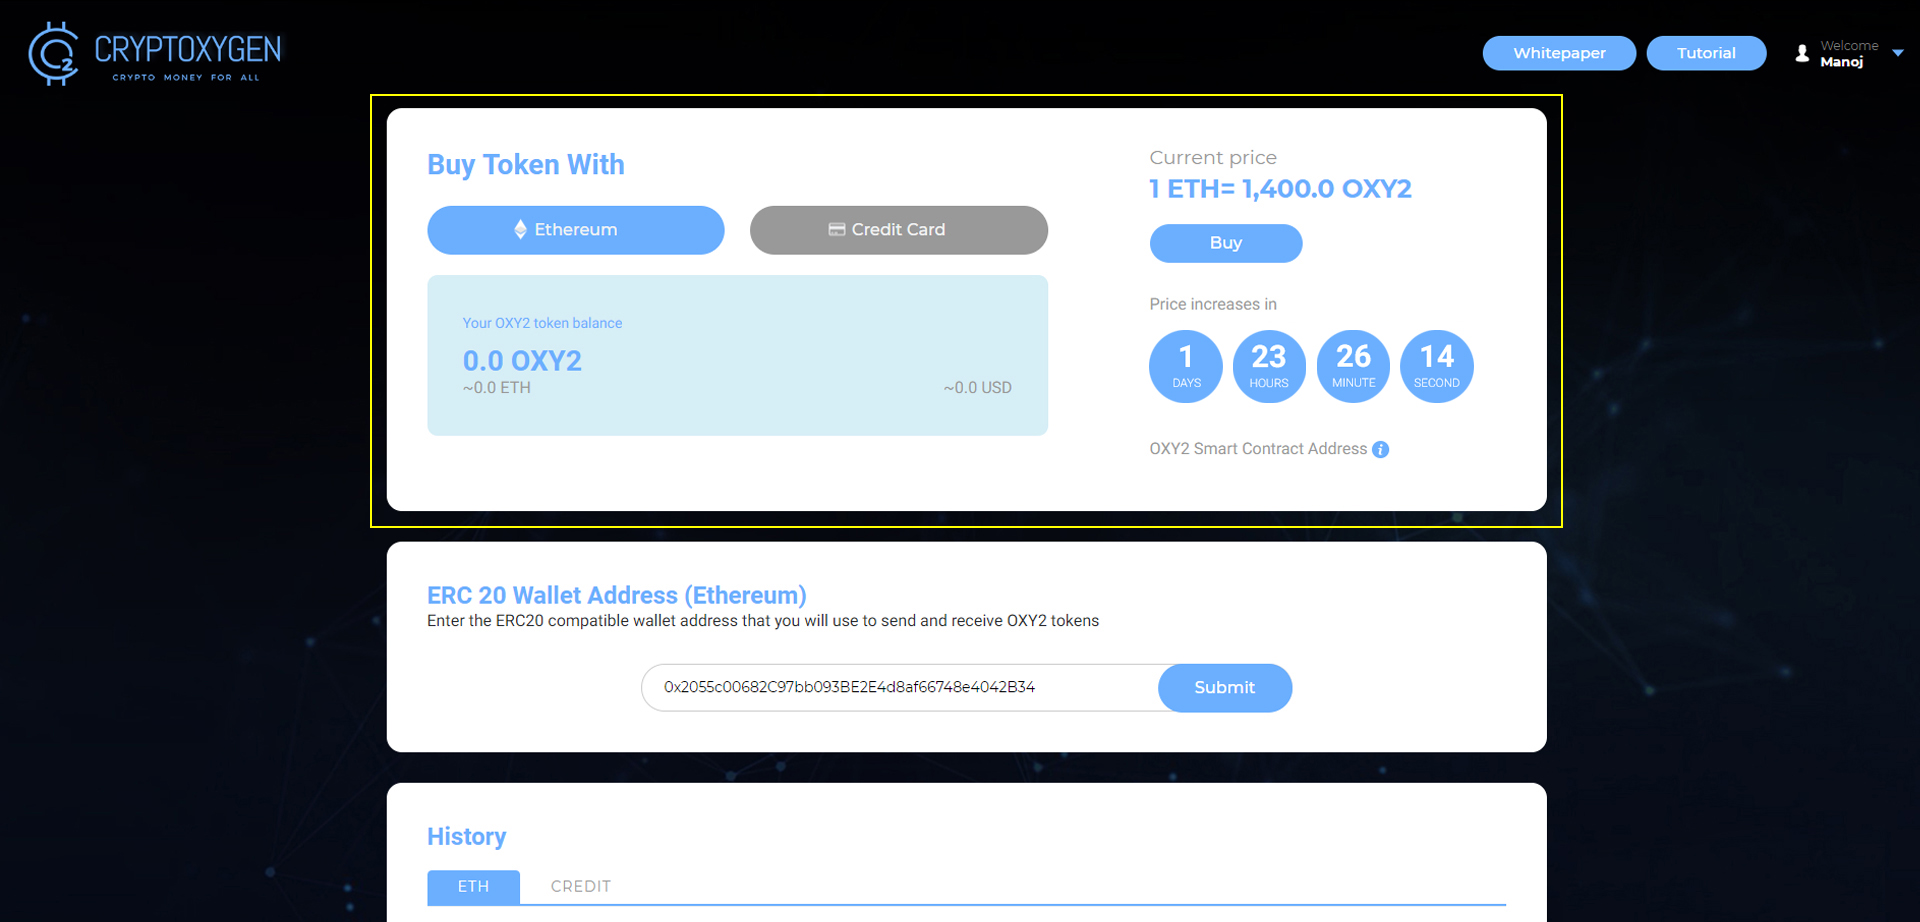 CRYPTOXYGEN
CRYPTO MONEY FOR ALL
Whitepaper
Tutorial
Welcome
Manoj
Buy Token With
Ethereum
Credit Card
Your OXY2 token balance
0.0 OXY2
~0.0 ETH
~0.0 USD
Current price
1 ETH= 1,400.0 OXY2
Buy
Price increases in
1 DAYS
23 HOURS
26 MINUTE
14 SECOND
OXY2 Smart Contract Address
ERC 20 Wallet Address (Ethereum)
Enter the ERC20 compatible wallet address that you will use to send and receive OXY2 tokens
0x2055c00682C97bb093BE2E4d8af66748e4042B34
Submit
History
ETH
CREDIT